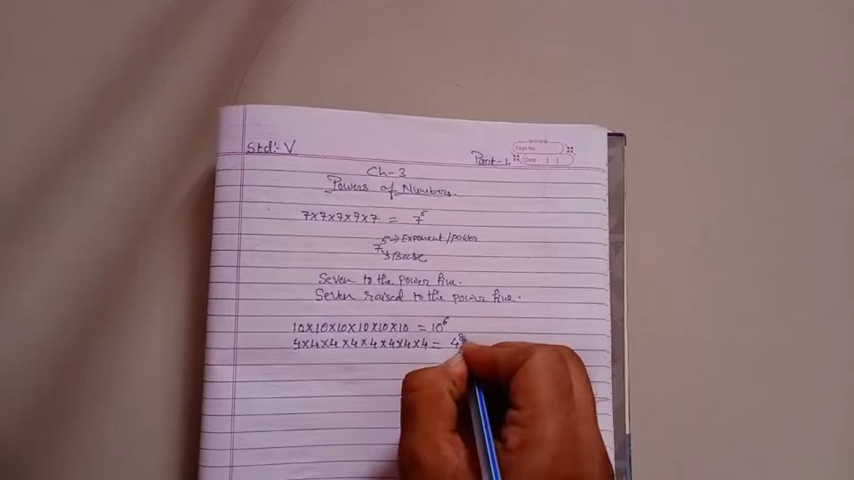 Std:- V
Part-1.
Page No:
Date: | |
Ch-3
Powers of Numbers.
7×7×7×7×7 = 7⁵
7⁵ → Exponent/power
↳ Base
Seven to the power five.
Seven raised to the power five.
10×10×10×10×10×10 = 10⁶
4×4×4×4×4×4×4×4 = 4⁸